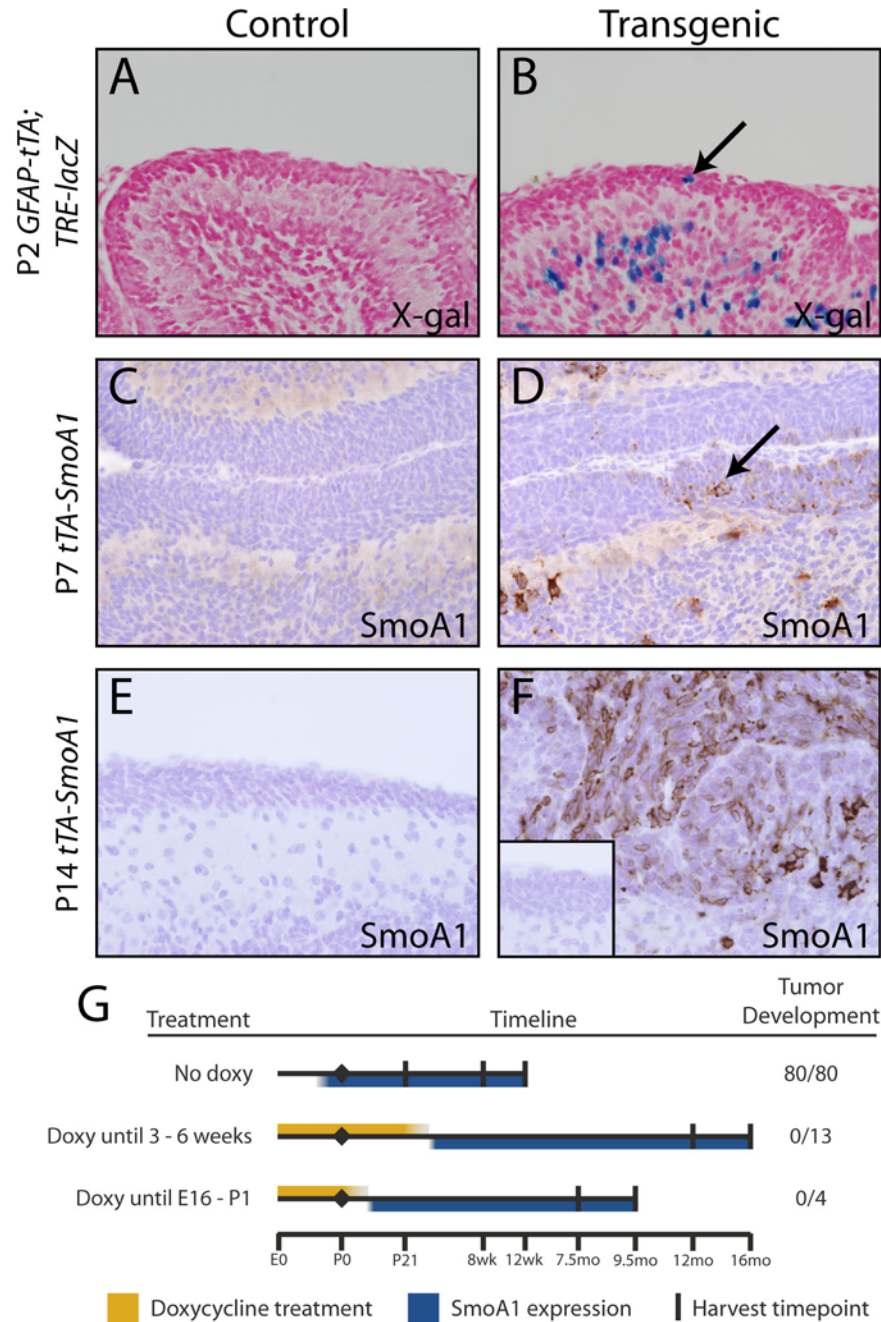 Control
Transgenic
P2 GFAP-tTA;
TRE-lacZ
A
X-gal
B
X-gal
P7 tTA-SmoA1
C
SmoA1
D
SmoA1
P14 tTA-SmoA1
E
SmoA1
F
SmoA1
G
Treatment
Timeline
Tumor
Development
No doxy
80/80
Doxy until 3 - 6 weeks
0/13
Doxy until E16 - P1
0/4
E0
P0
P21
8wk
12wk
7.5mo
9.5mo
12mo
16mo
Doxycycline treatment
SmoA1 expression
Harvest timepoint